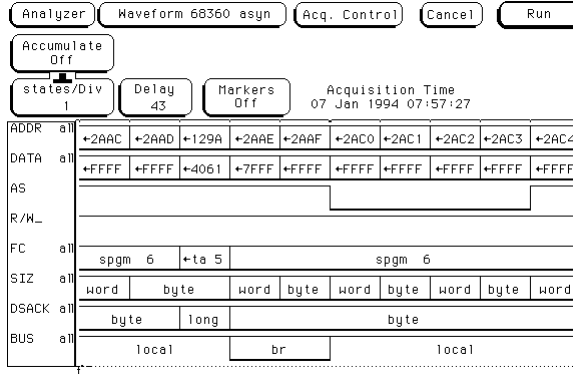 Analyzer Waveform 68360 asyn Acq. Control Cancel Run
Accumulate
Off
states/Div
1
Delay
43
Markers
Off
Acquisition Time
07 Jan 1994 07:57:27
ADDR all ←2AAC ←2AAD ←129A ←2AAE ←2AAF ←2AC0 ←2AC1 ←2AC2 ←2AC3 ←2AC4
DATA all ←FFFF ←FFFF ←4061 ←7FFF ←FFFF ←FFFF ←FFFF ←FFFF ←FFFF ←FFFF
AS
R/W_
FC all spgm 6 ←ta 5 spgm 6
SIZ all word byte word byte word byte word byte word
DSACK all byte long byte
BUS all local br local